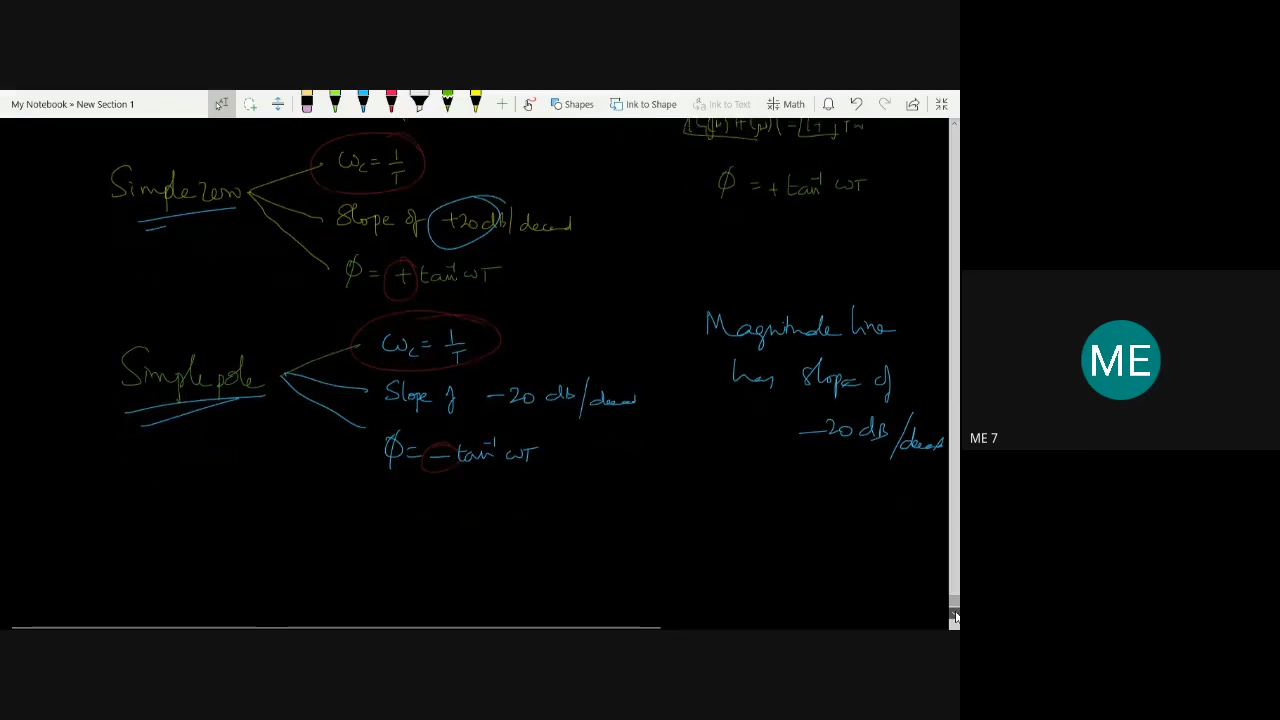 My Notebook » New Section 1
Shapes
Ink to Shape
Ink to Text
Math
ωc = 1/T
Simple zero
Slope of +20 db/decad
ϕ = + tan⁻¹ ωT
ϕ = + tan⁻¹ ωT
ωc = 1/T
Simple pole
Slope of −20 db/decad
ϕ = − tan⁻¹ ωT
Magnitude line
has slope of
−20 dB/decad
ME
ME 7